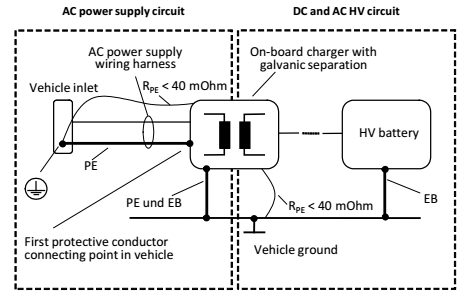 AC power supply circuit
DC and AC HV circuit
AC power supply
wiring harness
On-board charger with
galvanic separation
Vehicle inlet
RPE < 40 mOhm
HV battery
PE
PE und EB
EB
RPE < 40 mOhm
First protective conductor
connecting point in vehicle
Vehicle ground